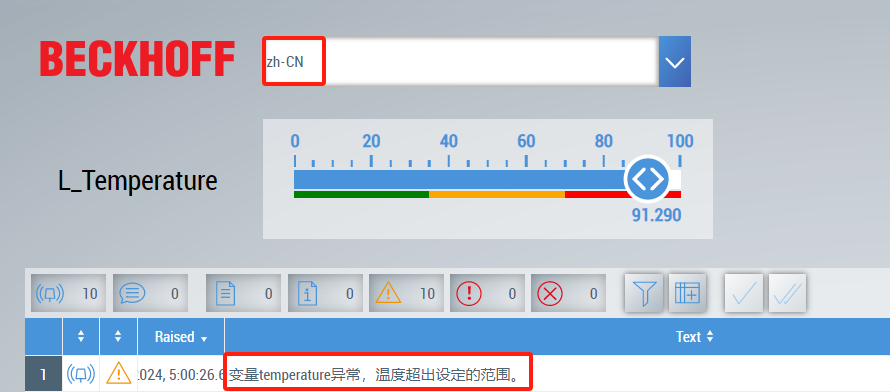 BECKHOFF
zh-CN
0 20 40 60 80 100
L_Temperature
91.290
10 0 0 0 10 0 0
Raised Text
1 2024, 5:00:26.6 变量temperature异常，温度超出设定的范围。